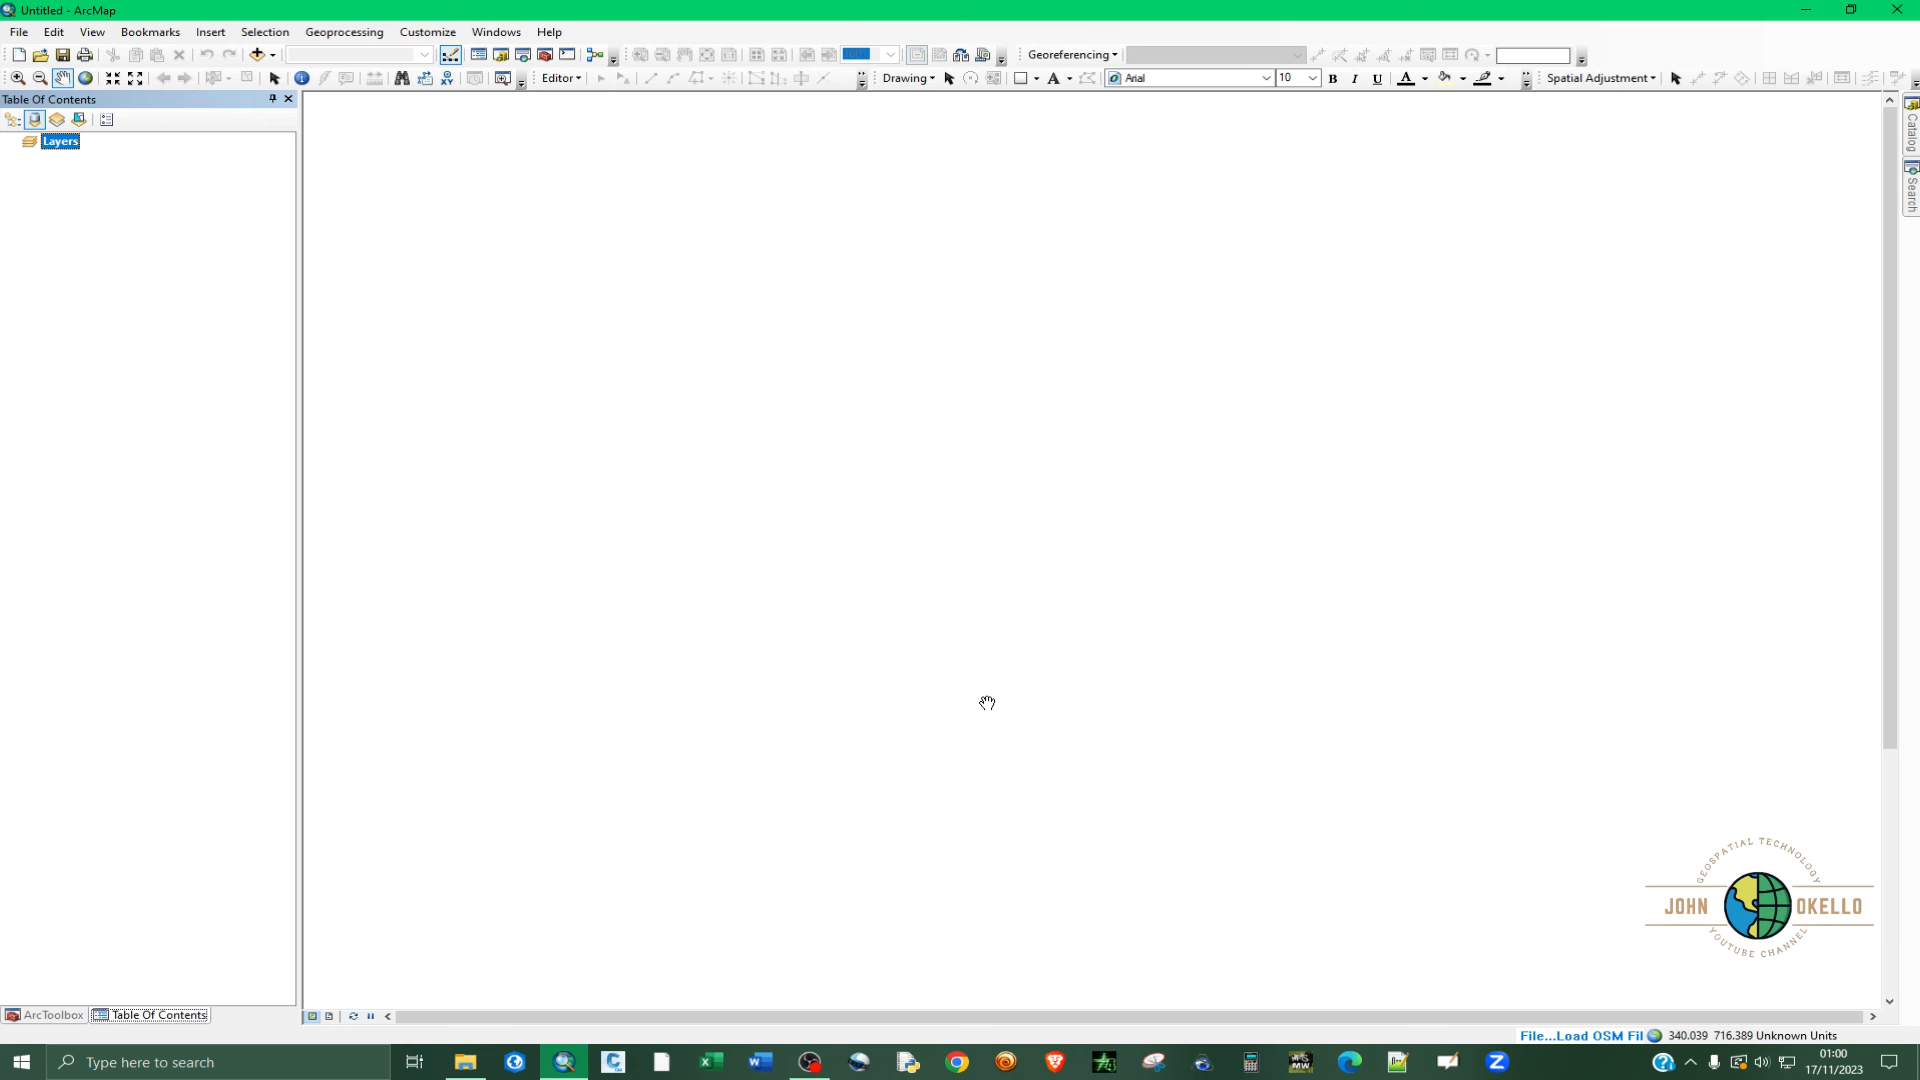 Untitled - ArcMap
File Edit View Bookmarks Insert Selection Geoprocessing Customize Windows Help
Georeferencing
Editor Drawing Arial 10 B I U A Spatial Adjustment
Table Of Contents
Layers
Catalog
Search
GEOSPATIAL TECHNOLOGY
JOHN OKELLO
YOUTUBE CHANNEL
ArcToolbox Table Of Contents
File...Load OSM Fil 340.039 716.389 Unknown Units
Type here to search
01:00
17/11/2023